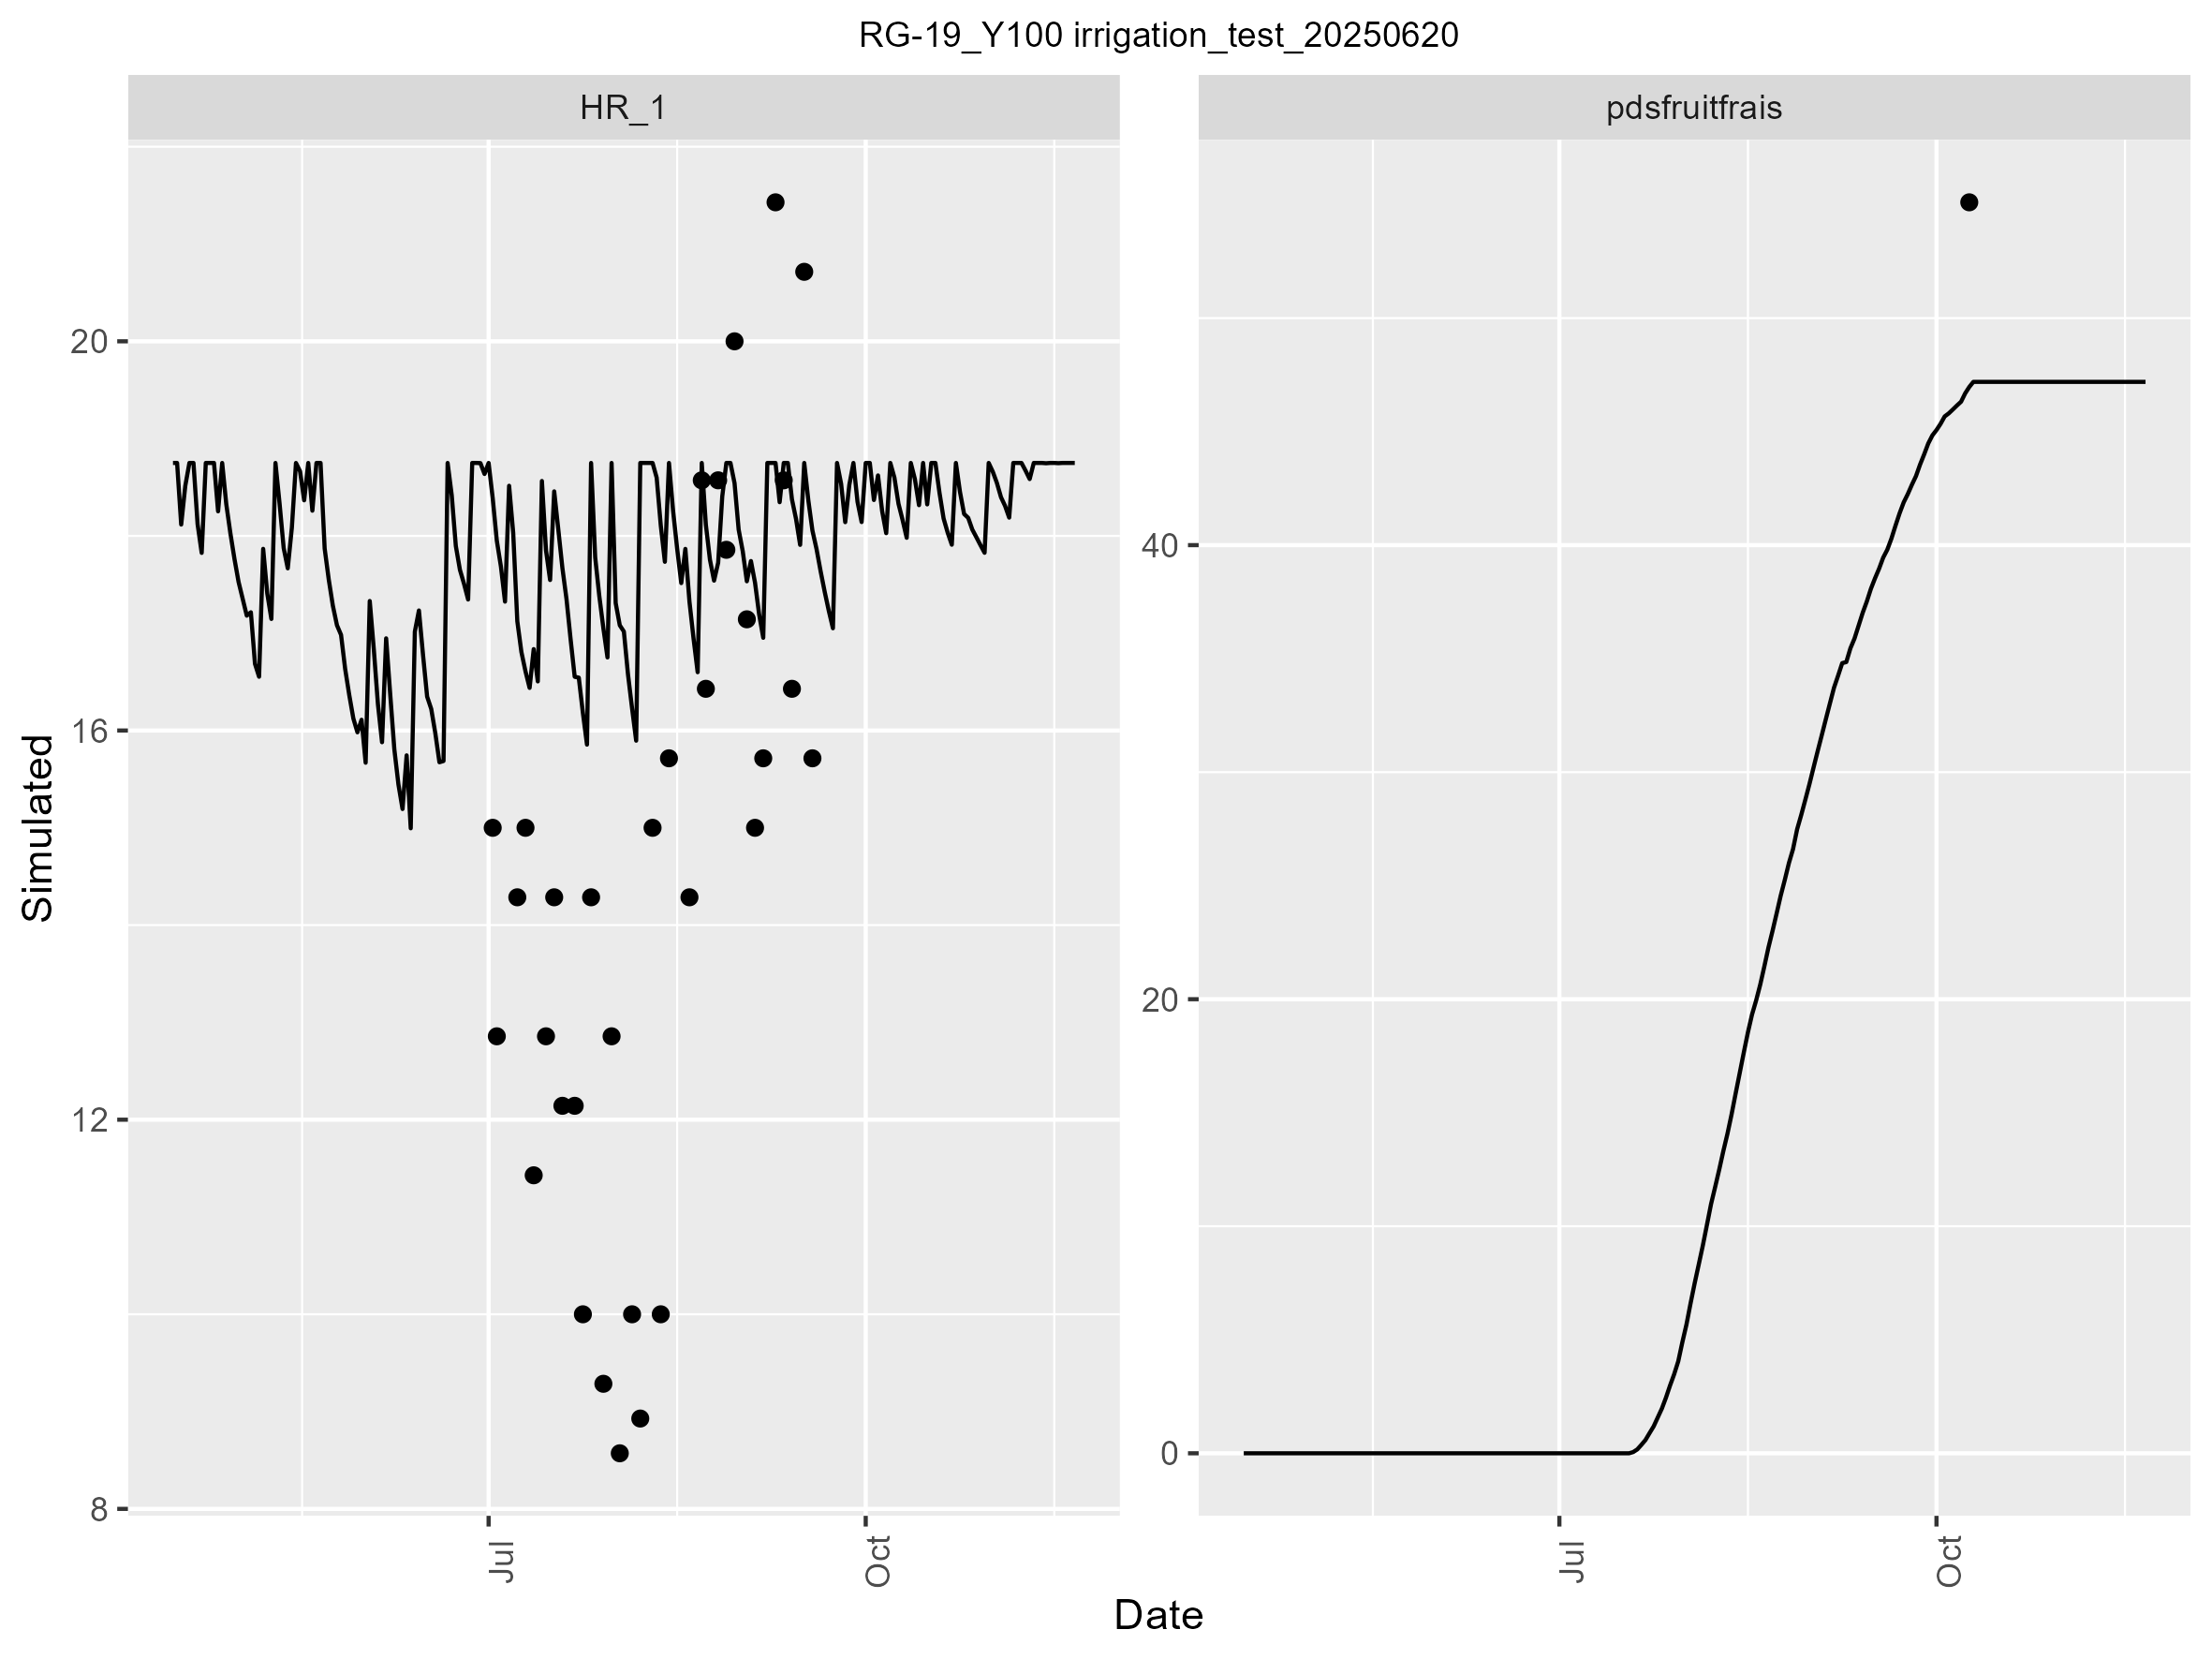 RG-19_Y100 irrigation_test_20250620
HR_1
pdsfruitfrais
Simulated
20
16
12
8
40
20
0
Jul
Oct
Jul
Oct
Date